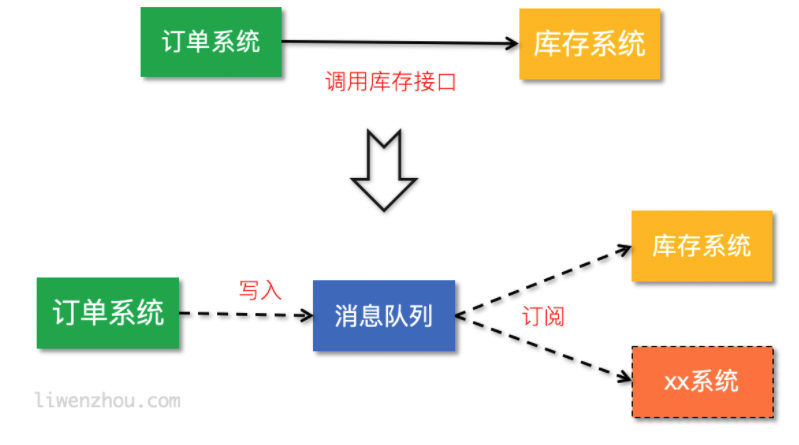 订单系统
库存系统
调用库存接口
库存系统
订单系统
写入
消息队列
订阅
xx系统
liwenzhou.com